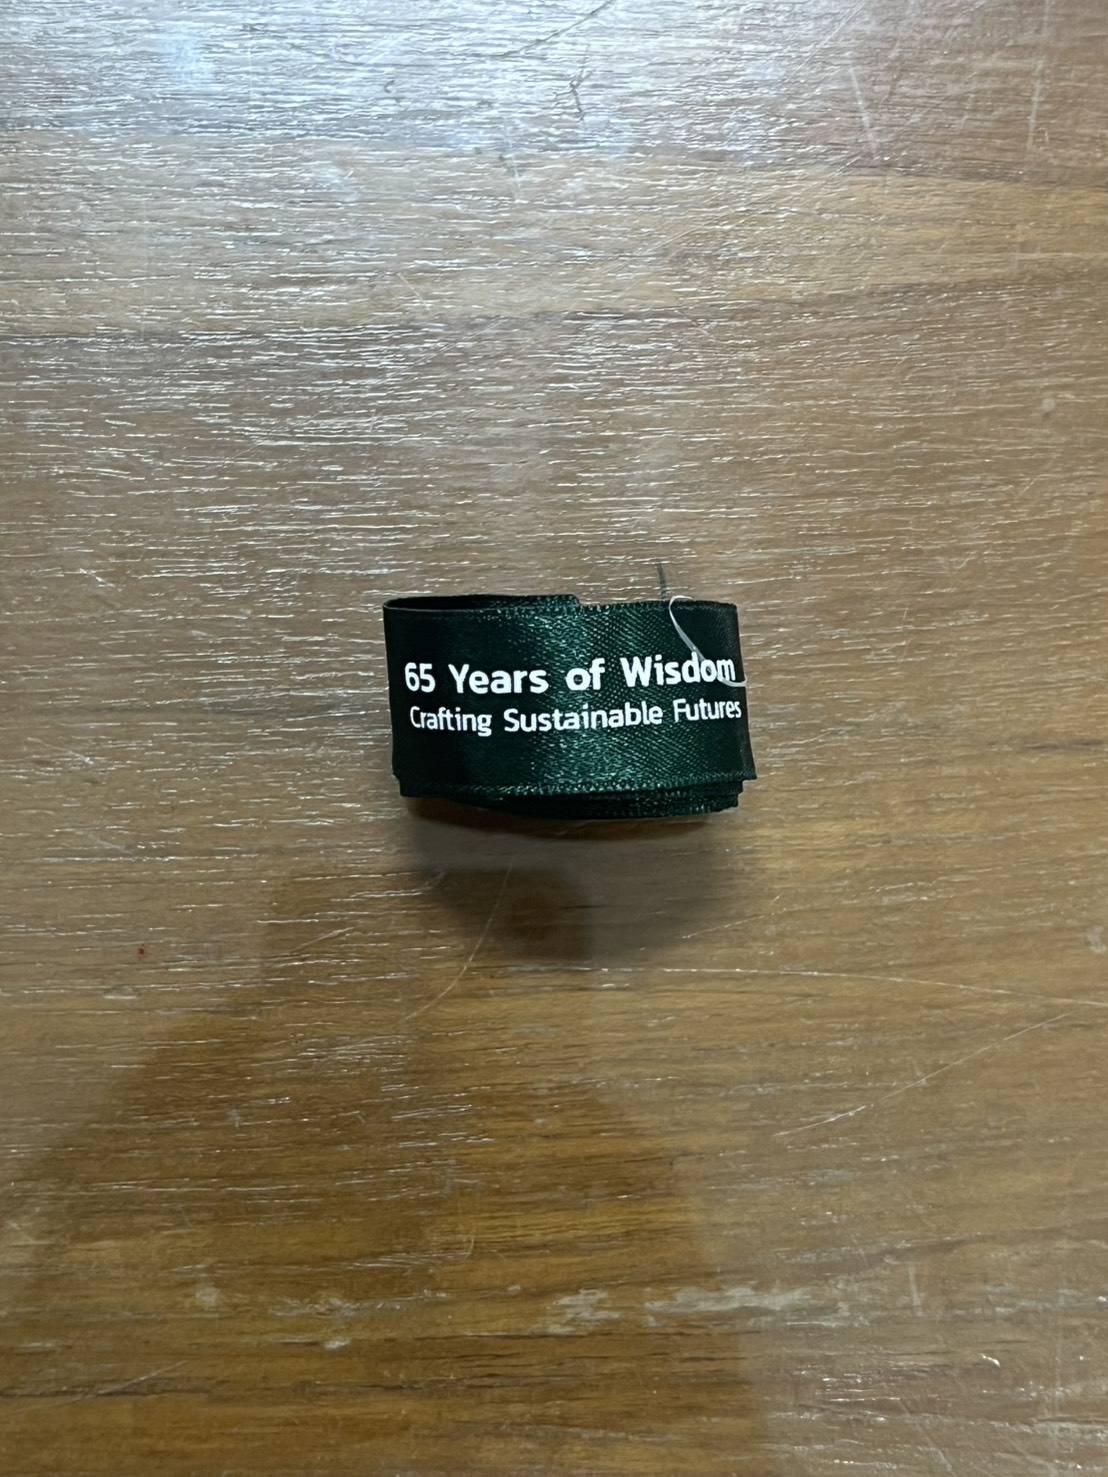 65 Years of Wisdom
Crafting Sustainable Futures